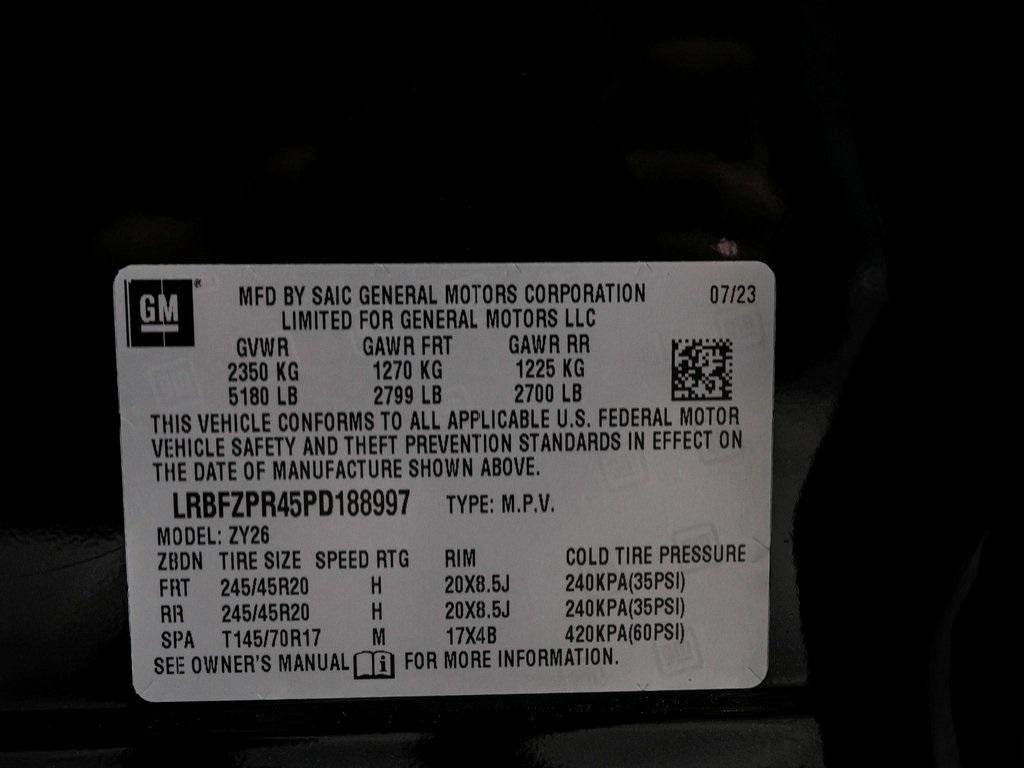 GM
MFD BY SAIC GENERAL MOTORS CORPORATION 07/23
LIMITED FOR GENERAL MOTORS LLC
GVWR GAWR FRT GAWR RR
2350 KG 1270 KG 1225 KG
5180 LB 2799 LB 2700 LB
THIS VEHICLE CONFORMS TO ALL APPLICABLE U.S. FEDERAL MOTOR
VEHICLE SAFETY AND THEFT PREVENTION STANDARDS IN EFFECT ON
THE DATE OF MANUFACTURE SHOWN ABOVE.
LRBFZPR45PD188997 TYPE: M.P.V.
MODEL: ZY26
ZBDN TIRE SIZE SPEED RTG RIM COLD TIRE PRESSURE
FRT 245/45R20 H 20X8.5J 240KPA(35PSI)
RR 245/45R20 H 20X8.5J 240KPA(35PSI)
SPA T145/70R17 M 17X4B 420KPA(60PSI)
SEE OWNER'S MANUAL i FOR MORE INFORMATION.